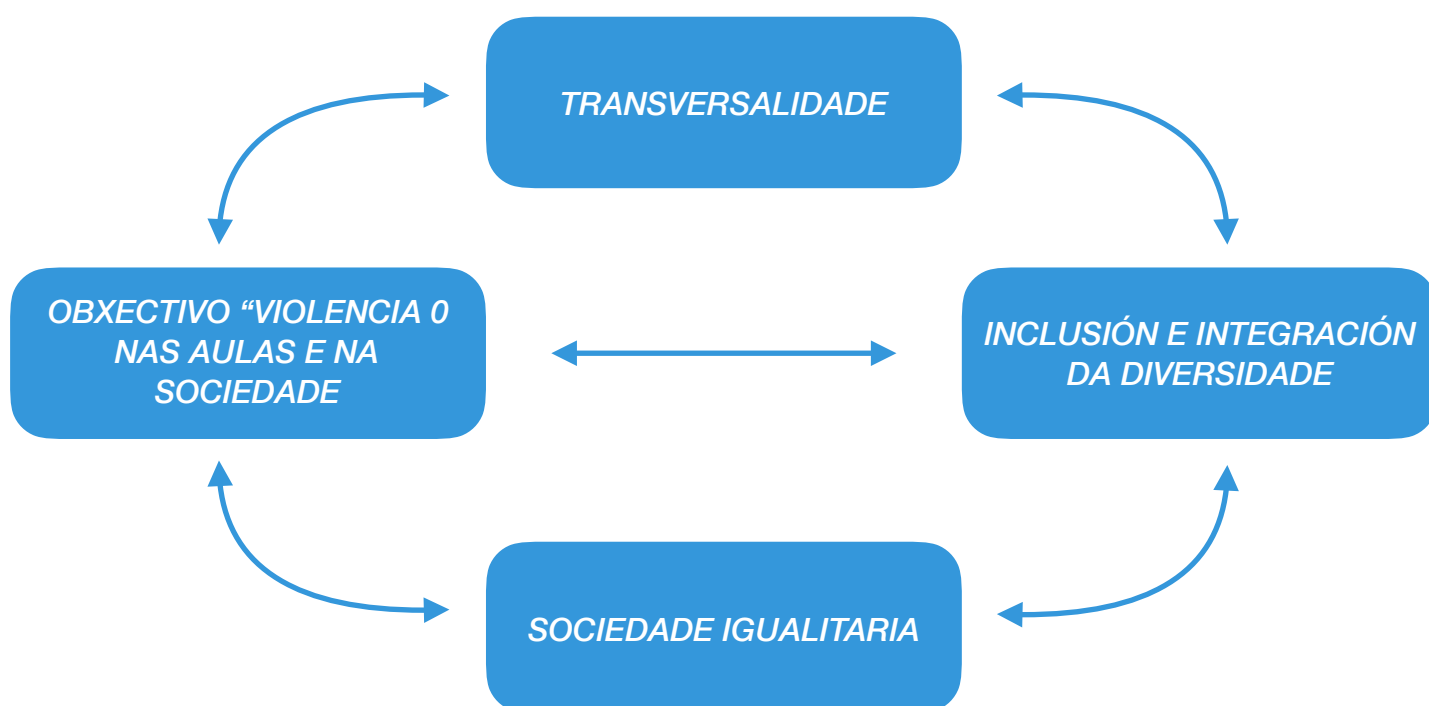 TRANSVERSALIDADE
OBXECTIVO “VIOLENCIA 0
NAS AULAS E NA
SOCIEDADE
INCLUSIÓN E INTEGRACIÓN
DA DIVERSIDADE
SOCIEDADE IGUALITARIA